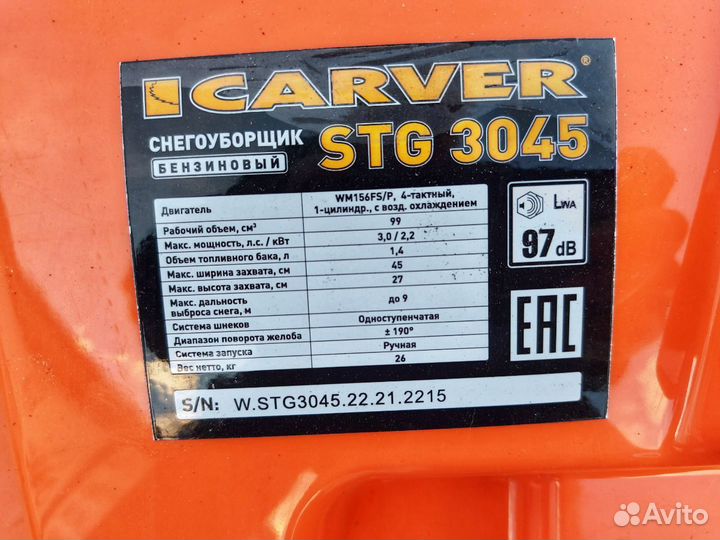 CARVER®
СНЕГОУБОРЩИК
БЕНЗИНОВЫЙ
STG 3045
Двигатель WM156FS/P, 4-тактный, 1-цилиндр., с возд. охлаждением
Рабочий объем, см³ 99
Макс. мощность, л.с. / кВт 3,0 / 2,2
Объем топливного бака, л 1,4
Макс. ширина захвата, см 45
Макс. высота захвата, см 27
Макс. дальность
выброса снега, м до 9
Система шнеков Одноступенчатая
Диапазон поворота желоба ± 190°
Система запуска Ручная
Вес нетто, кг 26
LWA
97 dB
EAC
S/N: W.STG3045.22.21.2215
Avito